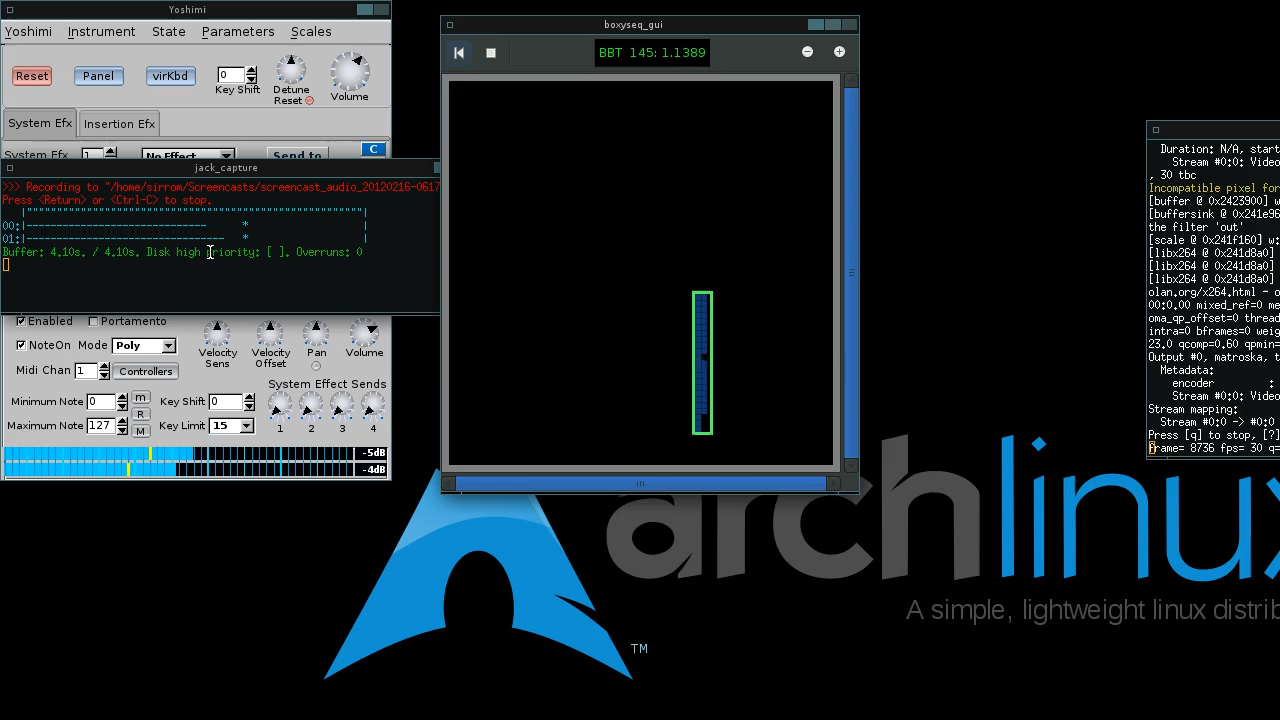 Yoshimi
Yoshimi Instrument State Parameters Scales
Reset Panel virKbd 0 Key Shift Detune Reset Volume
System Efx Insertion Efx
System Efx 1 No Effect Send to C
jack_capture
>>> Recording to "/home/sirrom/Screencasts/screencast_audio_20120216-0617
Press <Return> or <Ctrl-C> to stop.
00:|------------------------------ * |
01:|--------------------------------- * |
Buffer: 4.10s. / 4.10s. Disk high priority: [ ]. Overruns: 0
Enabled Portamento
NoteOn Mode Poly
Velocity Sens Velocity Offset Pan Volume
Midi Chan 1 Controllers
System Effect Sends
Minimum Note 0 m Key Shift 0
R
Maximum Note 127 M Key Limit 15
1 2 3 4
-5dB
-4dB
boxyseq_gui
BBT 145: 1.1389
Duration: N/A, start
Stream #0:0: Video
, 30 tbc
Incompatible pixel for
[buffer @ 0x2423900] w:
[buffersink @ 0x241e96
the filter 'out'
[scale @ 0x241f160] w:
[libx264 @ 0x241d8a0]
[libx264 @ 0x241d8a0]
[libx264 @ 0x241d8a0]
olan.org/x264.html - o
00:0.00 mixed_ref=0 me
oma_qp_offset=0 thread
intra=0 bframes=0 weig
23.0 qcomp=0.60 qpmin=
Output #0, matroska, t
Metadata:
encoder :
Stream #0:0: Video
Stream mapping:
Stream #0:0 -> #0:0
Press [q] to stop, [?]
frame= 8736 fps= 30 q=
archlinux
A simple, lightweight linux distrib
TM